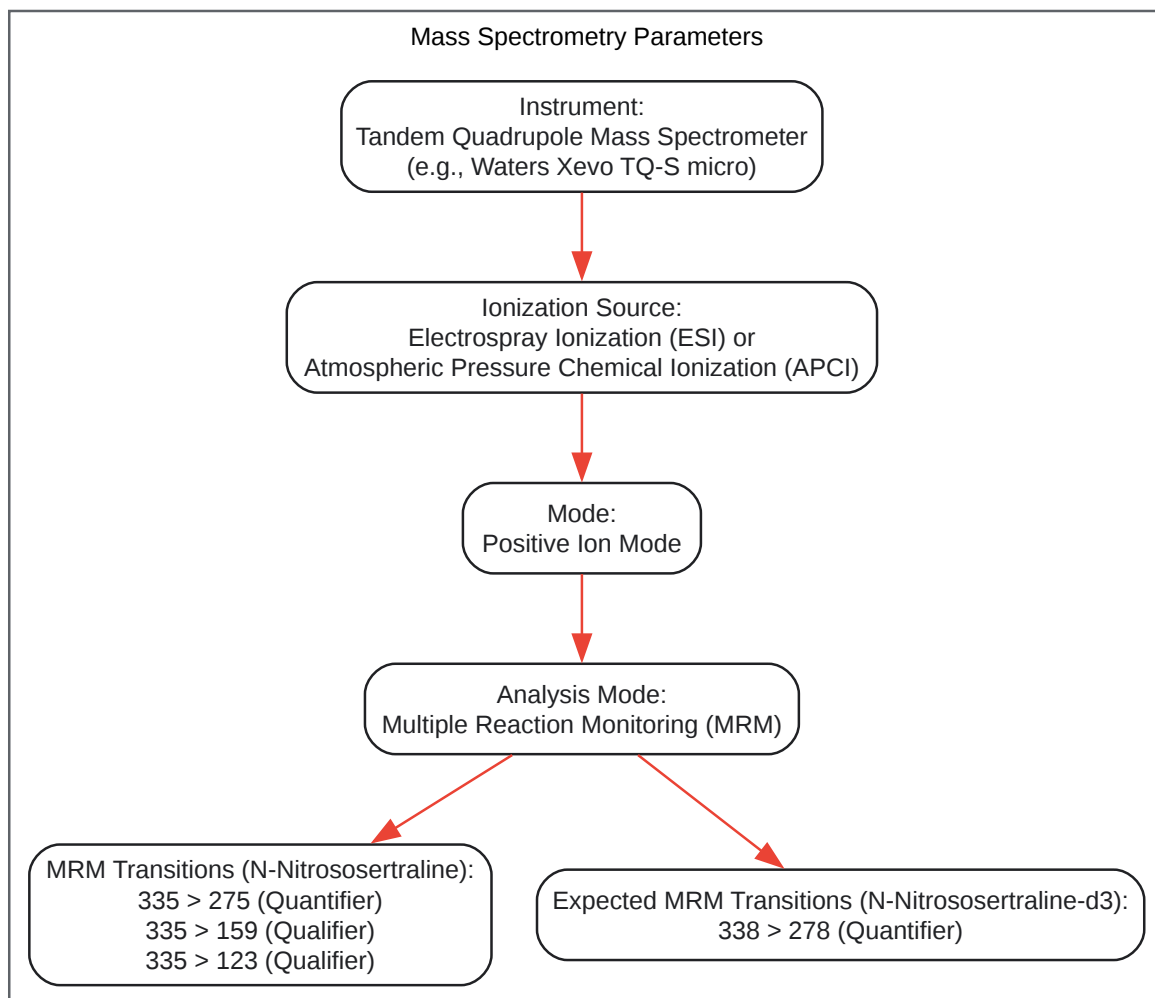 Mass Spectrometry Parameters
Instrument:
Tandem Quadrupole Mass Spectrometer
(e.g., Waters Xevo TQ-S micro)
Ionization Source:
Electrospray Ionization (ESI) or
Atmospheric Pressure Chemical Ionization (APCI)
Mode:
Positive Ion Mode
Analysis Mode:
Multiple Reaction Monitoring (MRM)
MRM Transitions (N-Nitrososertraline):
335 > 275 (Quantifier)
335 > 159 (Qualifier)
335 > 123 (Qualifier)
Expected MRM Transitions (N-Nitrososertraline-d3):
338 > 278 (Quantifier)